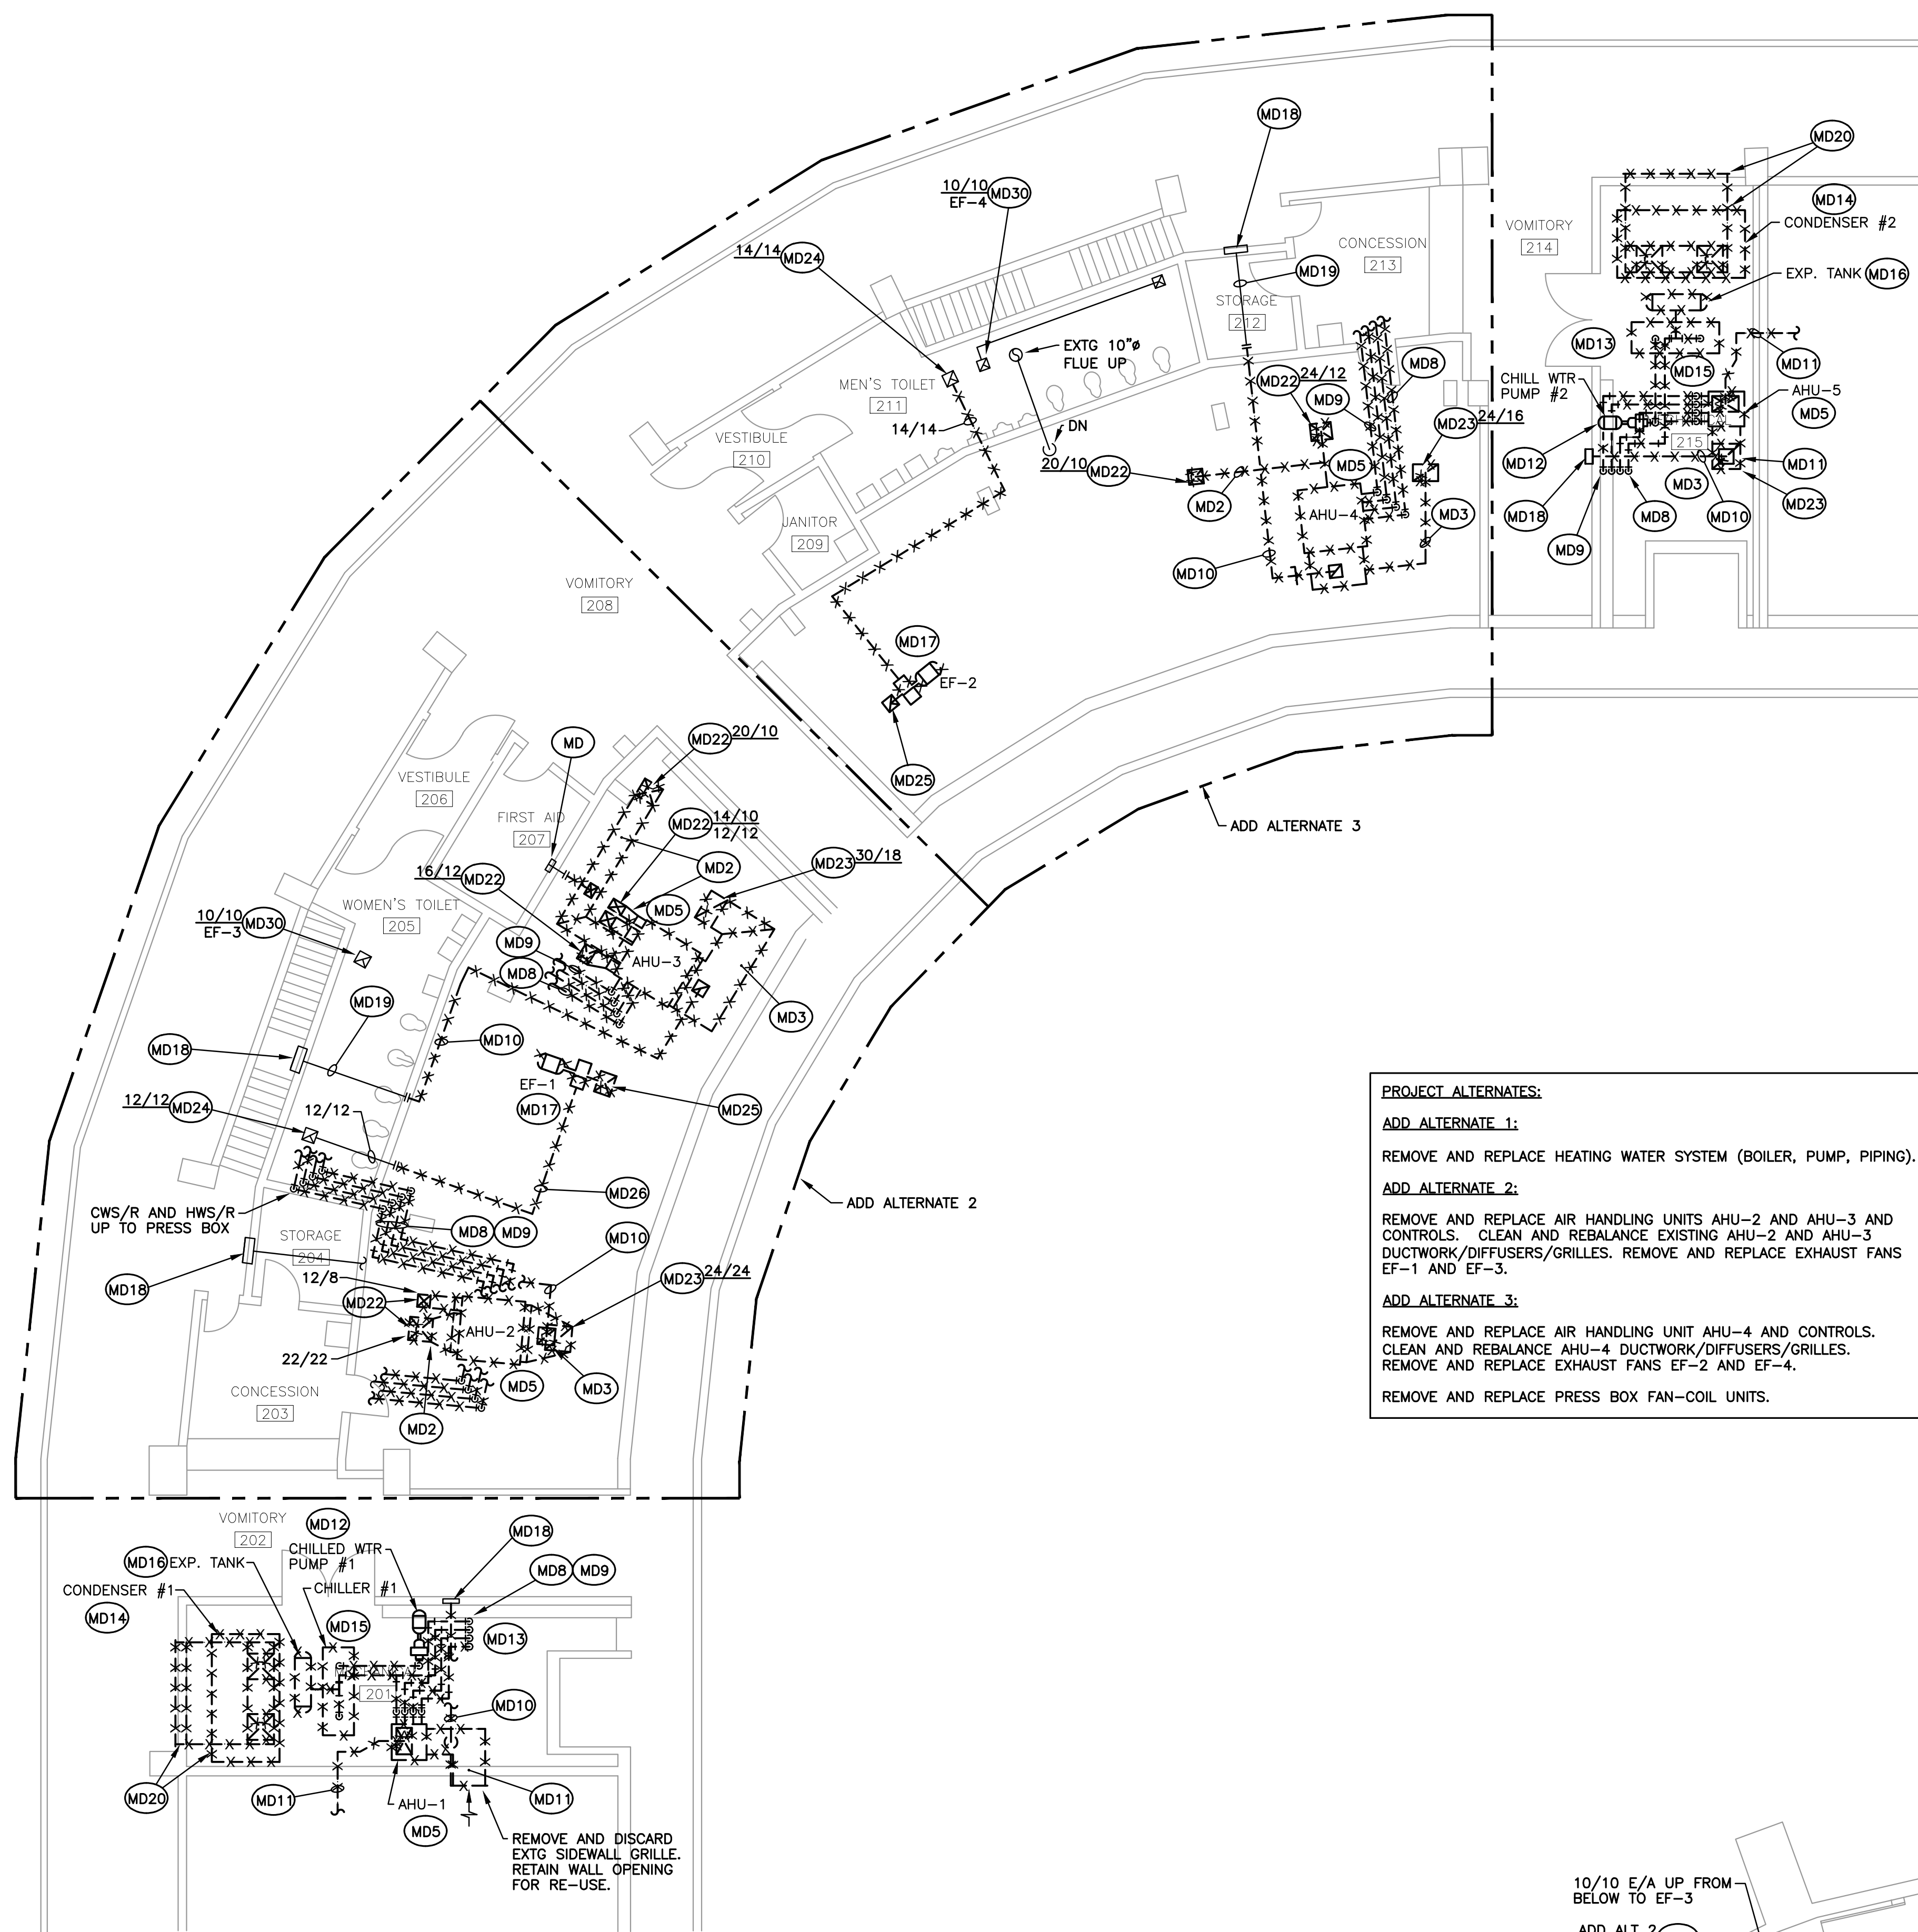 MD18
MD20
10/10 MD30
EF-4
MD14
CONDENSER #2
VOMITORY
214
CONCESSION
213
14/14 MD24
MD19
EXP. TANK MD16
STORAGE
212
EXTG 10"ø
FLUE UP
MD13
MD11
MD15
MD8
CHILL WTR
PUMP #2
MEN'S TOILET
211
MD22 24/12
MD9
AHU-5
MD5
MD23 24/16
14/14
DN
VESTIBULE
210
215
20/10 MD22
MD5
MD12
MD11
MD3
MD2
JANITOR
209
AHU-4
MD3
MD18
MD8
MD10
MD23
MD9
MD10
VOMITORY
208
MD17
EF-2
MD25
MD
MD22 20/10
VESTIBULE
206
FIRST AID
207
MD22 14/10
12/12
ADD ALTERNATE 3
MD2
MD23 30/18
16/12 MD22
WOMEN'S TOILET
205
MD5
10/10 MD30
EF-3
MD9
AHU-3
MD8
MD19
MD3
MD10
MD18
EF-1
MD17
MD25
12/12 MD24
12/12
MD26
CWS/R AND HWS/R
UP TO PRESS BOX
ADD ALTERNATE 2
STORAGE
204
MD8 MD9
MD10
12/8
MD23 24/24
MD18
MD22
AHU-2
22/22
MD5
MD3
CONCESSION
203
MD2
PROJECT ALTERNATES:
ADD ALTERNATE 1:
REMOVE AND REPLACE HEATING WATER SYSTEM (BOILER, PUMP, PIPING).
ADD ALTERNATE 2:
REMOVE AND REPLACE AIR HANDLING UNITS AHU-2 AND AHU-3 AND
CONTROLS. CLEAN AND REBALANCE EXISTING AHU-2 AND AHU-3
DUCTWORK/DIFFUSERS/GRILLES. REMOVE AND REPLACE EXHAUST FANS
EF-1 AND EF-3.
ADD ALTERNATE 3:
REMOVE AND REPLACE AIR HANDLING UNIT AHU-4 AND CONTROLS.
CLEAN AND REBALANCE AHU-4 DUCTWORK/DIFFUSERS/GRILLES.
REMOVE AND REPLACE EXHAUST FANS EF-2 AND EF-4.
REMOVE AND REPLACE PRESS BOX FAN-COIL UNITS.
VOMITORY
202
MD12
MD18
CHILLED WTR
PUMP #1
MD16 EXP. TANK
MD8 MD9
CONDENSER #1
CHILLER #1
MD14
MD15
MD13
201
MD10
MD20
MD11
AHU-1
MD11
MD5
REMOVE AND DISCARD
EXTG SIDEWALL GRILLE.
RETAIN WALL OPENING
FOR RE-USE.
10/10 E/A UP FROM
BELOW TO EF-3
ADD ALT 2